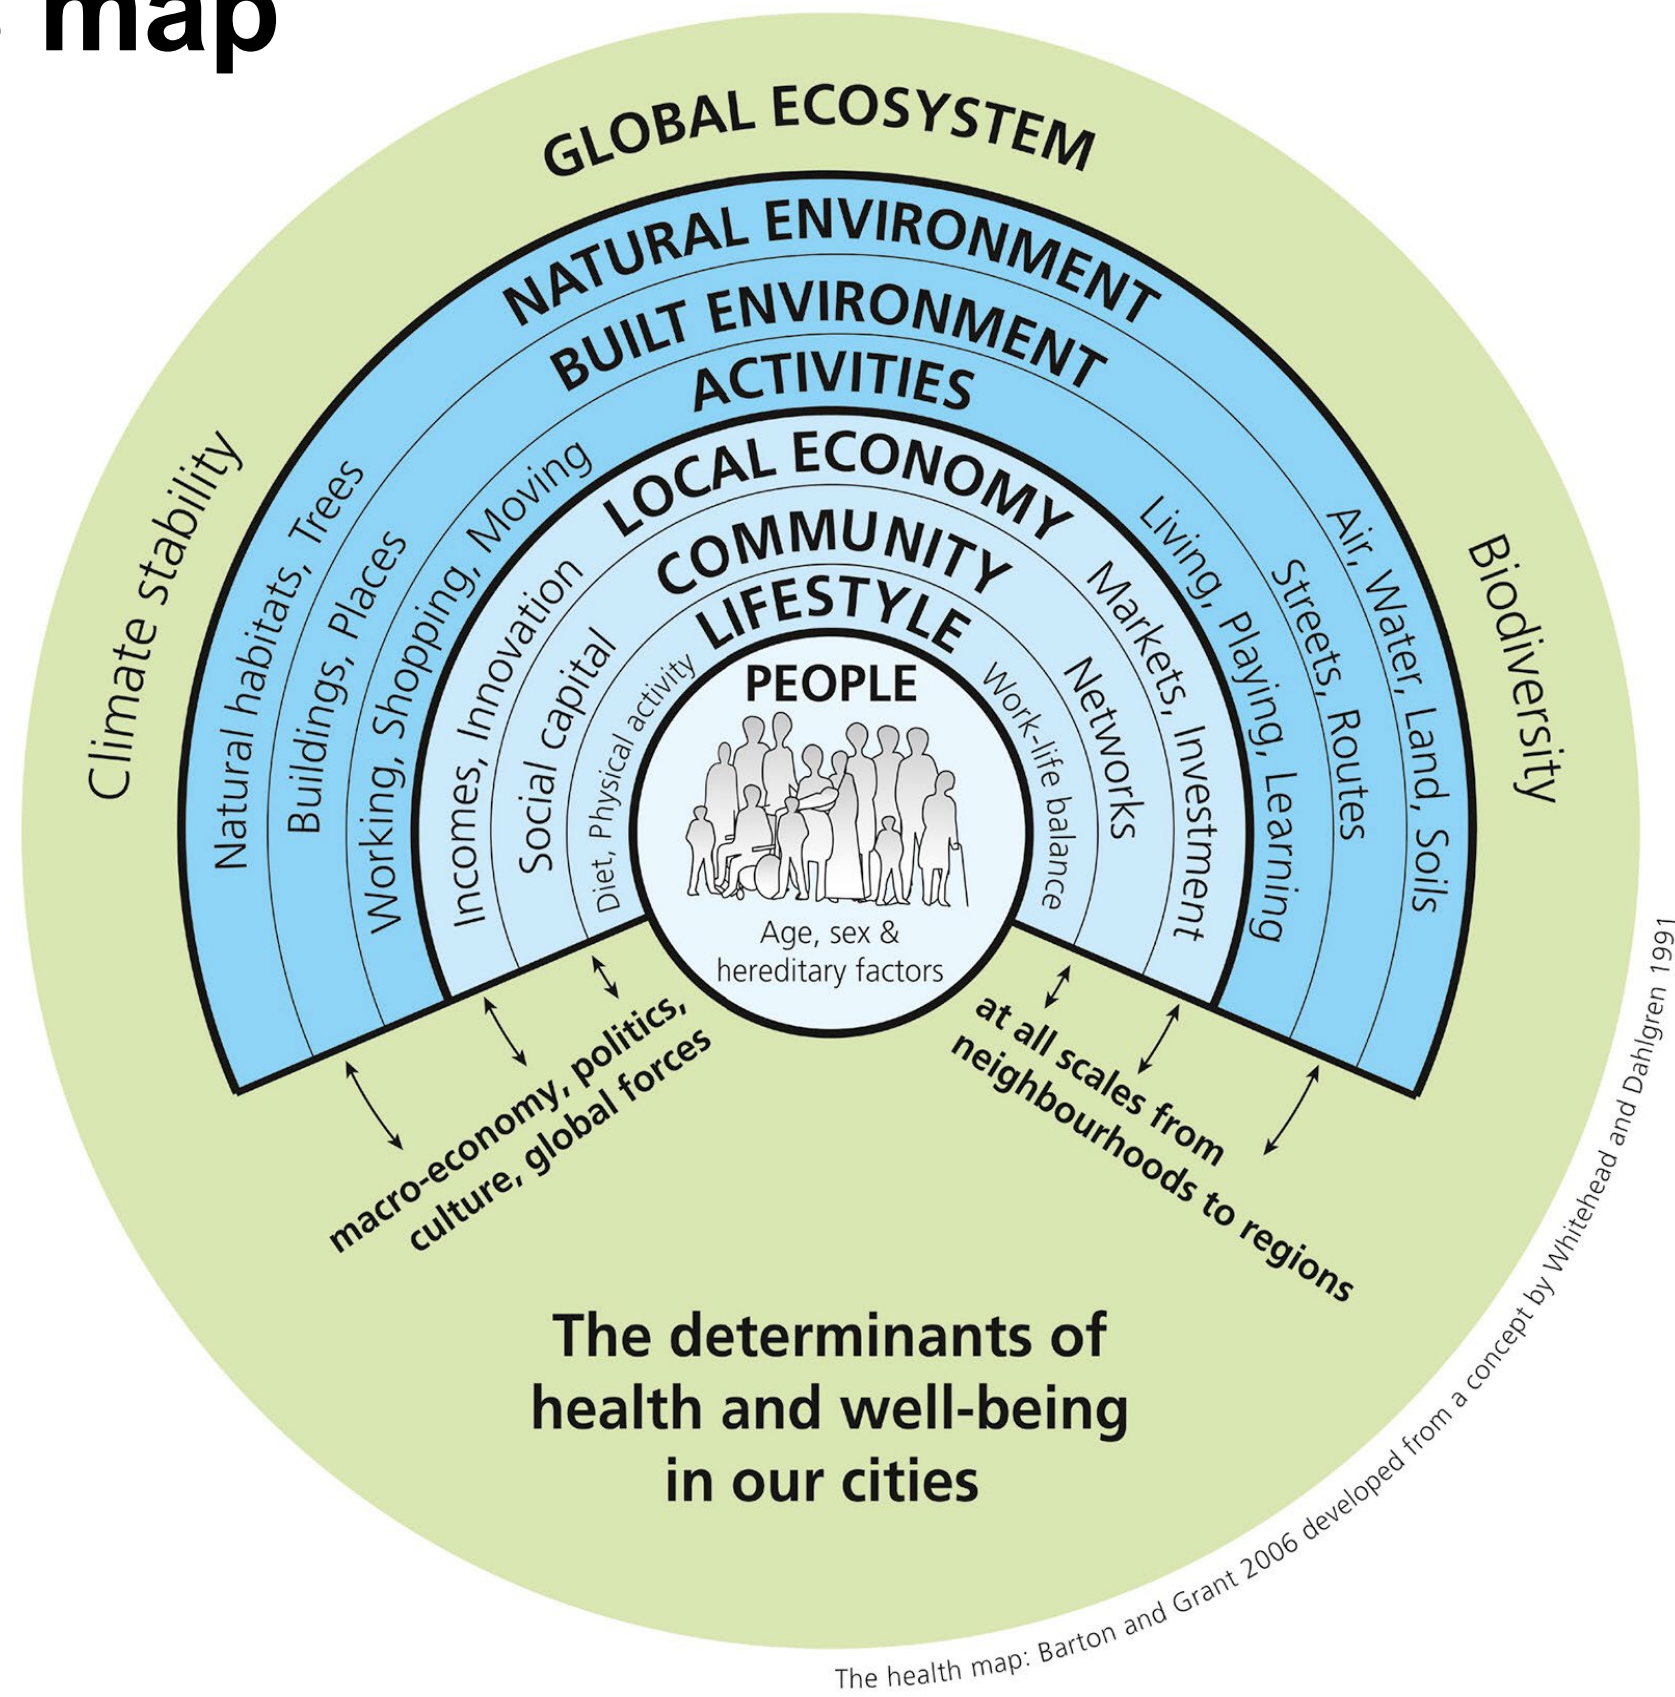 map
GLOBAL ECOSYSTEM
NATURAL ENVIRONMENT
BUILT ENVIRONMENT
ACTIVITIES
LOCAL ECONOMY
COMMUNITY
LIFESTYLE
PEOPLE
Climate stability
Biodiversity
Natural habitats, Trees
Air, Water, Land, Soils
Buildings, Places
Streets, Routes
Working, Shopping, Moving
Living, Playing, Learning
Incomes, Innovation
Markets, Investment
Social capital
Networks
Diet, Physical activity
Work-life balance
Age, sex &
hereditary factors
macro-economy, politics,
culture, global forces
at all scales from
neighbourhoods to regions
The determinants of
health and well-being
in our cities
The health map: Barton and Grant 2006 developed from a concept by Whitehead and Dahlgren 1991